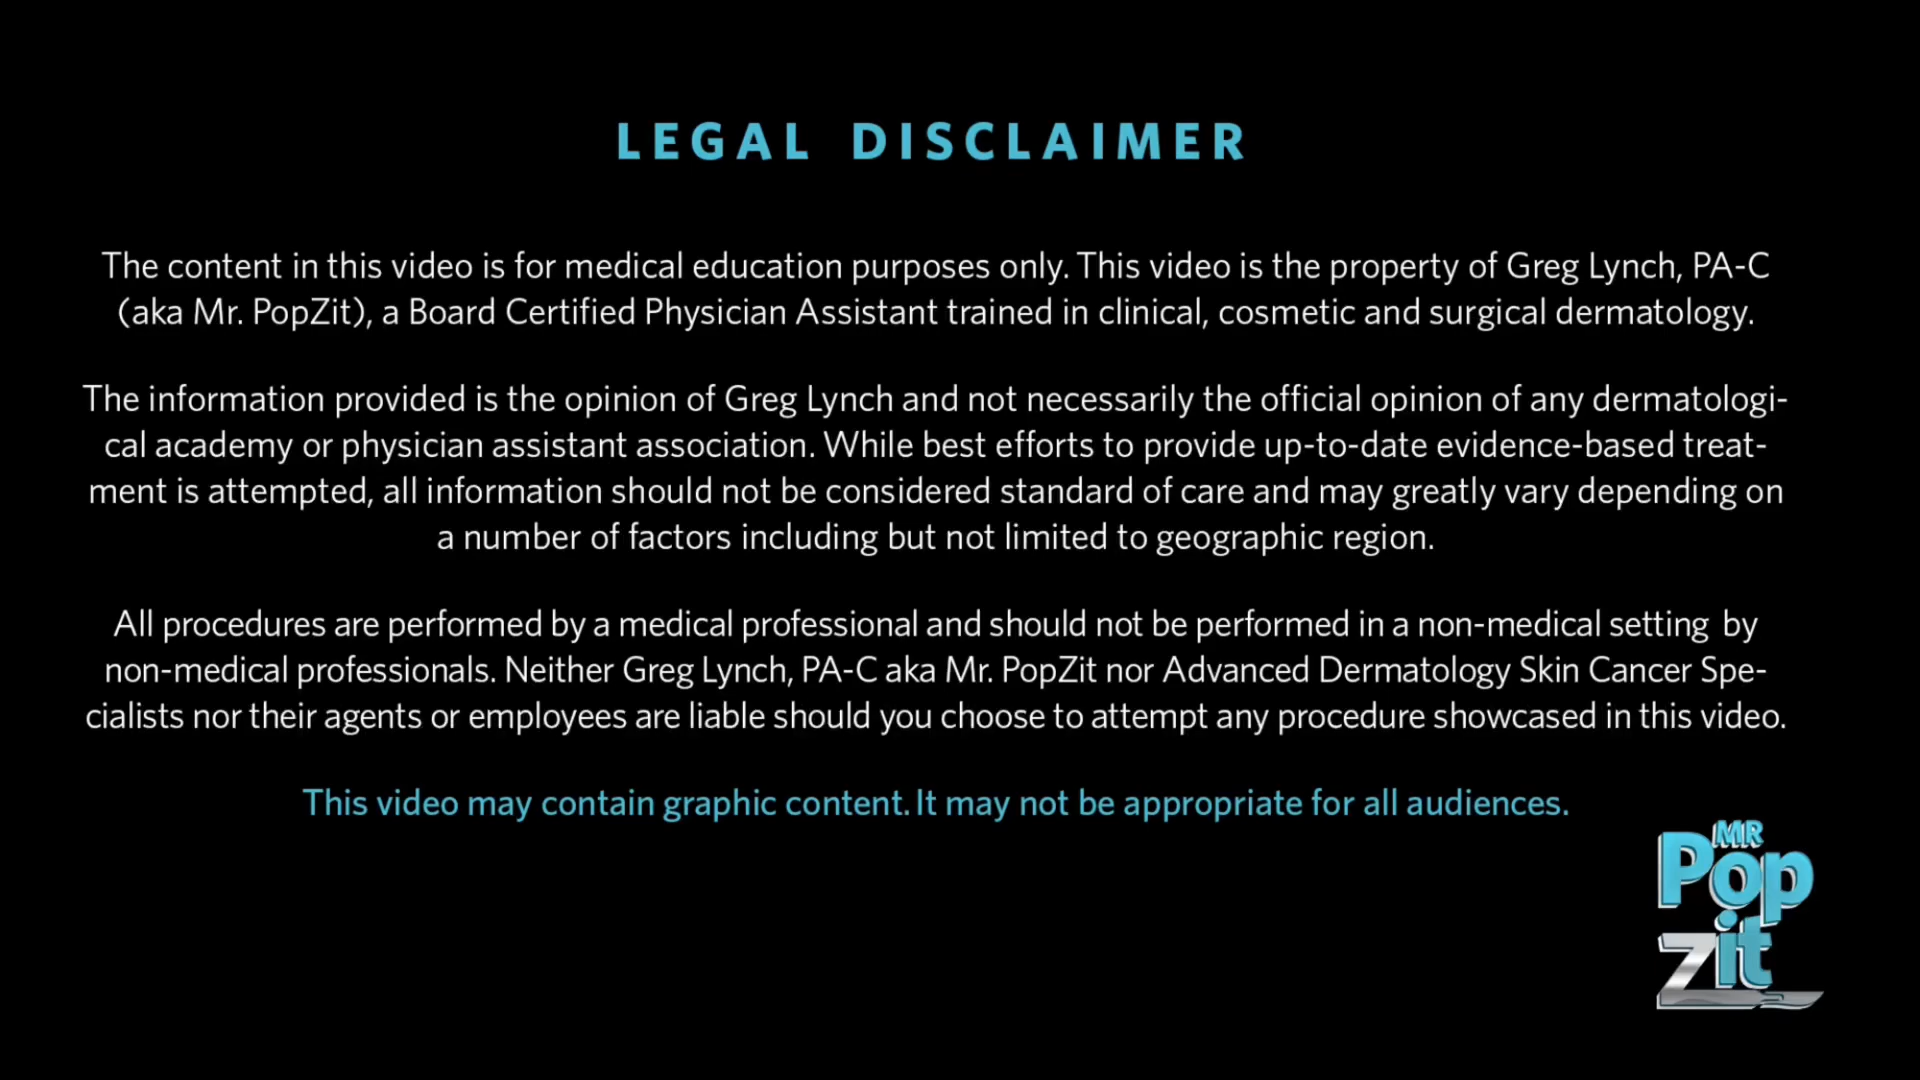 LEGAL DISCLAIMER
The content in this video is for medical education purposes only. This video is the property of Greg Lynch, PA-C
(aka Mr. PopZit), a Board Certified Physician Assistant trained in clinical, cosmetic and surgical dermatology.
The information provided is the opinion of Greg Lynch and not necessarily the official opinion of any dermatologi-
cal academy or physician assistant association. While best efforts to provide up-to-date evidence-based treat-
ment is attempted, all information should not be considered standard of care and may greatly vary depending on
a number of factors including but not limited to geographic region.
All procedures are performed by a medical professional and should not be performed in a non-medical setting by
non-medical professionals. Neither Greg Lynch, PA-C aka Mr. PopZit nor Advanced Dermatology Skin Cancer Spe-
cialists nor their agents or employees are liable should you choose to attempt any procedure showcased in this video.
This video may contain graphic content. It may not be appropriate for all audiences.
MR
Pop
Zit